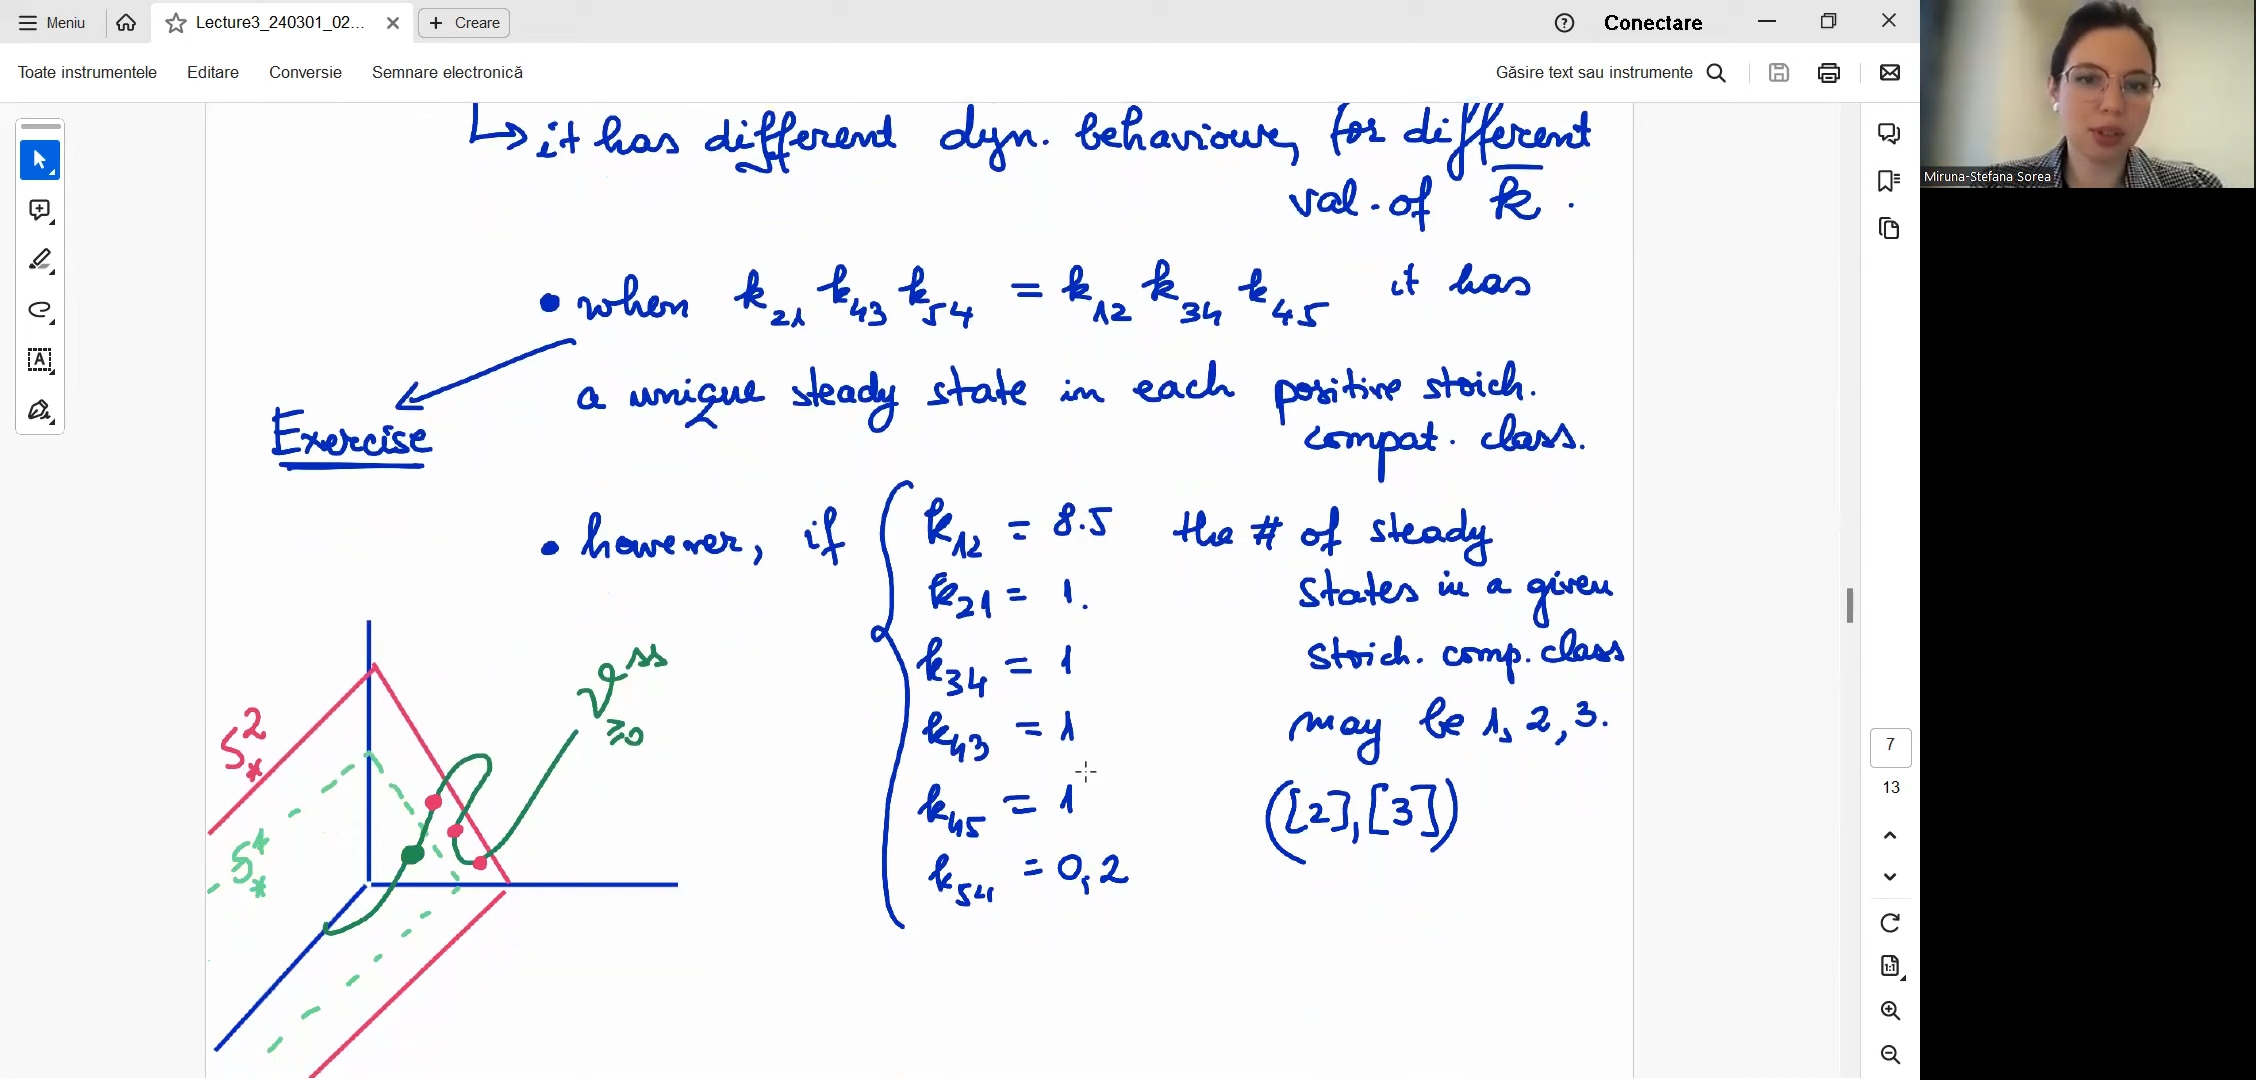 Meniu
Lecture3_240301_02...
Creare
Conectare
Toate instrumentele
Editare
Conversie
Semnare electronică
Găsire text sau instrumente
Miruna-Stefana Sorea
↳ it has different dyn. behaviour, for different
val. of k̅ .
• when k₂₁ k₄₃ k₅₄ = k₁₂ k₃₄ k₄₅ it has
a unique steady state in each positive stoich.
compat. class.
Exercise
• however, if
k₁₂ = 8.5
k₂₁ = 1.
k₃₄ = 1
k₄₃ = 1
k₄₅ = 1
k₅₄ = 0,2
the # of steady
states in a given
stoich. comp. class
may be 1, 2, 3.
([2], [3])
V^{ss}_{≥0}
S^2_*
S^1_*
7
13